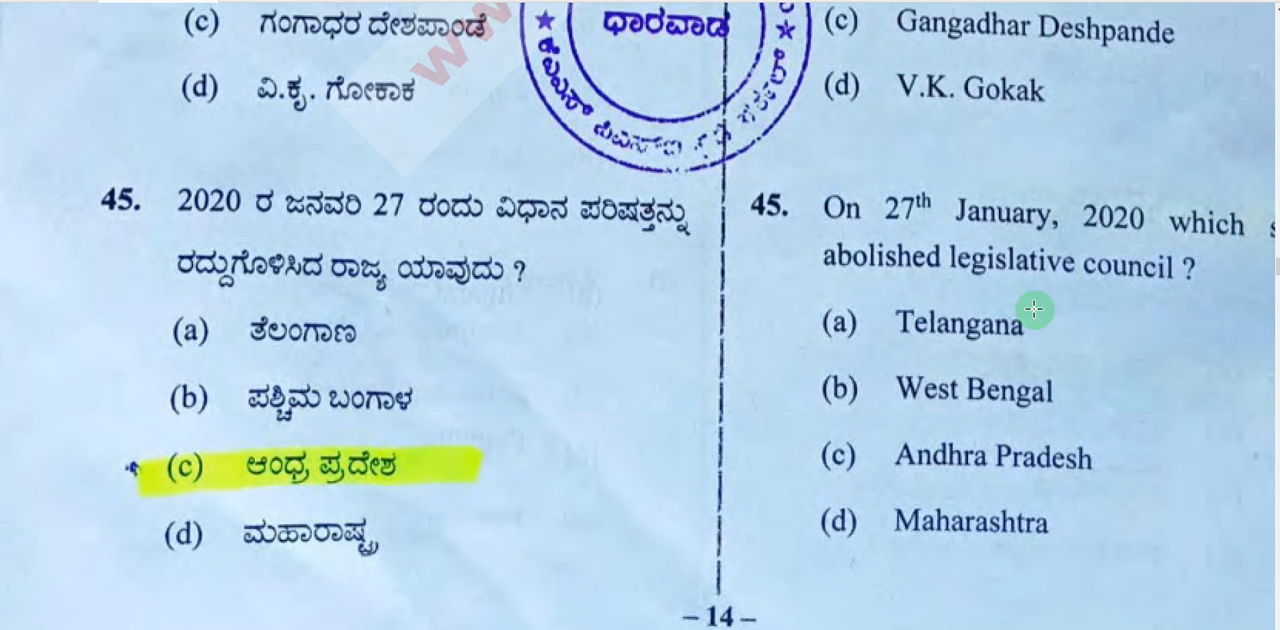 (c) ಗಂಗಾಧರ ದೇಶಪಾಂಡೆ
(d) ವಿ.ಕೃ. ಗೋಕಾಕ
ಧಾರವಾಡ
45. 2020 ರ ಜನವರಿ 27 ರಂದು ವಿಧಾನ ಪರಿಷತ್ತನ್ನು
ರದ್ದುಗೊಳಿಸಿದ ರಾಜ್ಯ ಯಾವುದು ?
(a) ತೆಲಂಗಾಣ
(b) ಪಶ್ಚಿಮ ಬಂಗಾಳ
(c) ಆಂಧ್ರ ಪ್ರದೇಶ
(d) ಮಹಾರಾಷ್ಟ್ರ
(c) Gangadhar Deshpande
(d) V.K. Gokak
45. On 27th January, 2020 which
abolished legislative council ?
(a) Telangana
(b) West Bengal
(c) Andhra Pradesh
(d) Maharashtra
– 14 –